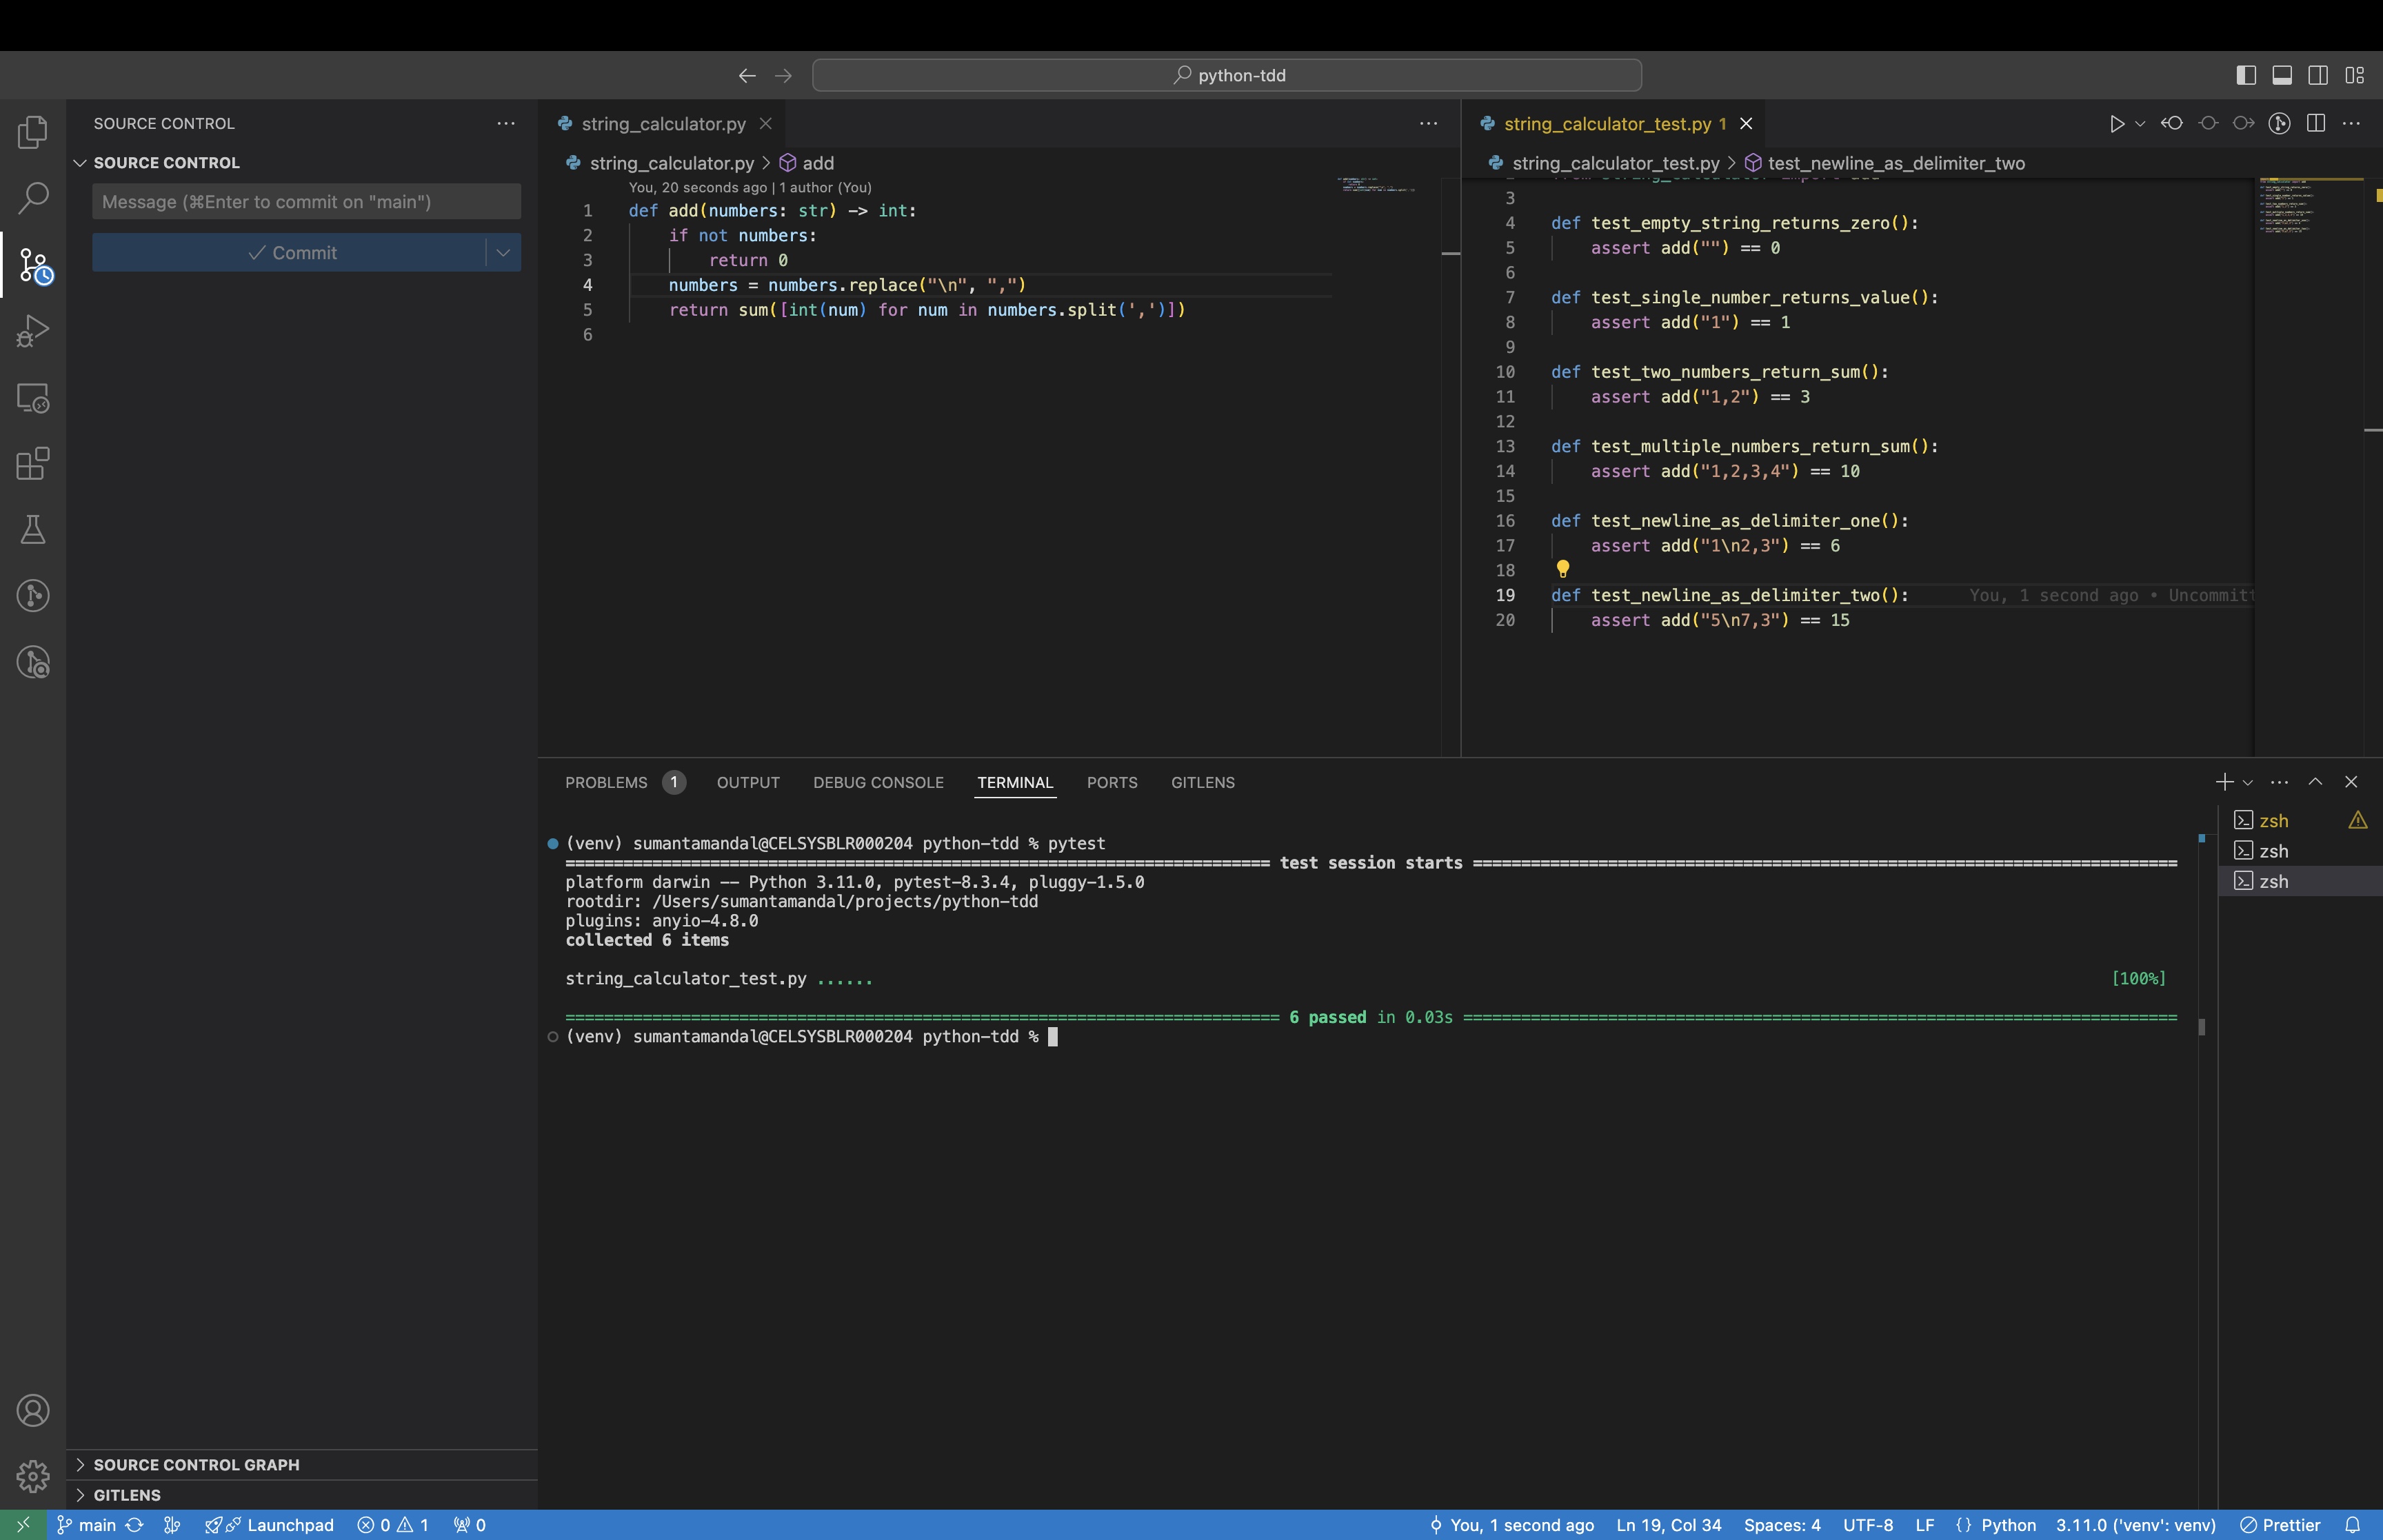 python-tdd
SOURCE CONTROL
SOURCE CONTROL
Message (⌘Enter to commit on "main")
Commit
string_calculator.py
string_calculator.py > add
You, 20 seconds ago | 1 author (You)
1 def add(numbers: str) -> int:
2     if not numbers:
3         return 0
4     numbers = numbers.replace("\n", ",")
5     return sum([int(num) for num in numbers.split(',')])
6
string_calculator_test.py 1
string_calculator_test.py > test_newline_as_delimiter_two
3
4 def test_empty_string_returns_zero():
5     assert add("") == 0
6
7 def test_single_number_returns_value():
8     assert add("1") == 1
9
10 def test_two_numbers_return_sum():
11     assert add("1,2") == 3
12
13 def test_multiple_numbers_return_sum():
14     assert add("1,2,3,4") == 10
15
16 def test_newline_as_delimiter_one():
17     assert add("1\n2,3") == 6
18
19 def test_newline_as_delimiter_two(): You, 1 second ago • Uncommitt
20     assert add("5\n7,3") == 15
PROBLEMS 1 OUTPUT DEBUG CONSOLE TERMINAL PORTS GITLENS
(venv) sumantamandal@CELSYSBLR000204 python-tdd % pytest
test session starts
platform darwin -- Python 3.11.0, pytest-8.3.4, pluggy-1.5.0
rootdir: /Users/sumantamandal/projects/python-tdd
plugins: anyio-4.8.0
collected 6 items
string_calculator_test.py ...... [100%]
6 passed in 0.03s
(venv) sumantamandal@CELSYSBLR000204 python-tdd %
zsh
zsh
zsh
SOURCE CONTROL GRAPH
GITLENS
main Launchpad 0 1 0 You, 1 second ago Ln 19, Col 34 Spaces: 4 UTF-8 LF {} Python 3.11.0 ('venv': venv) Prettier